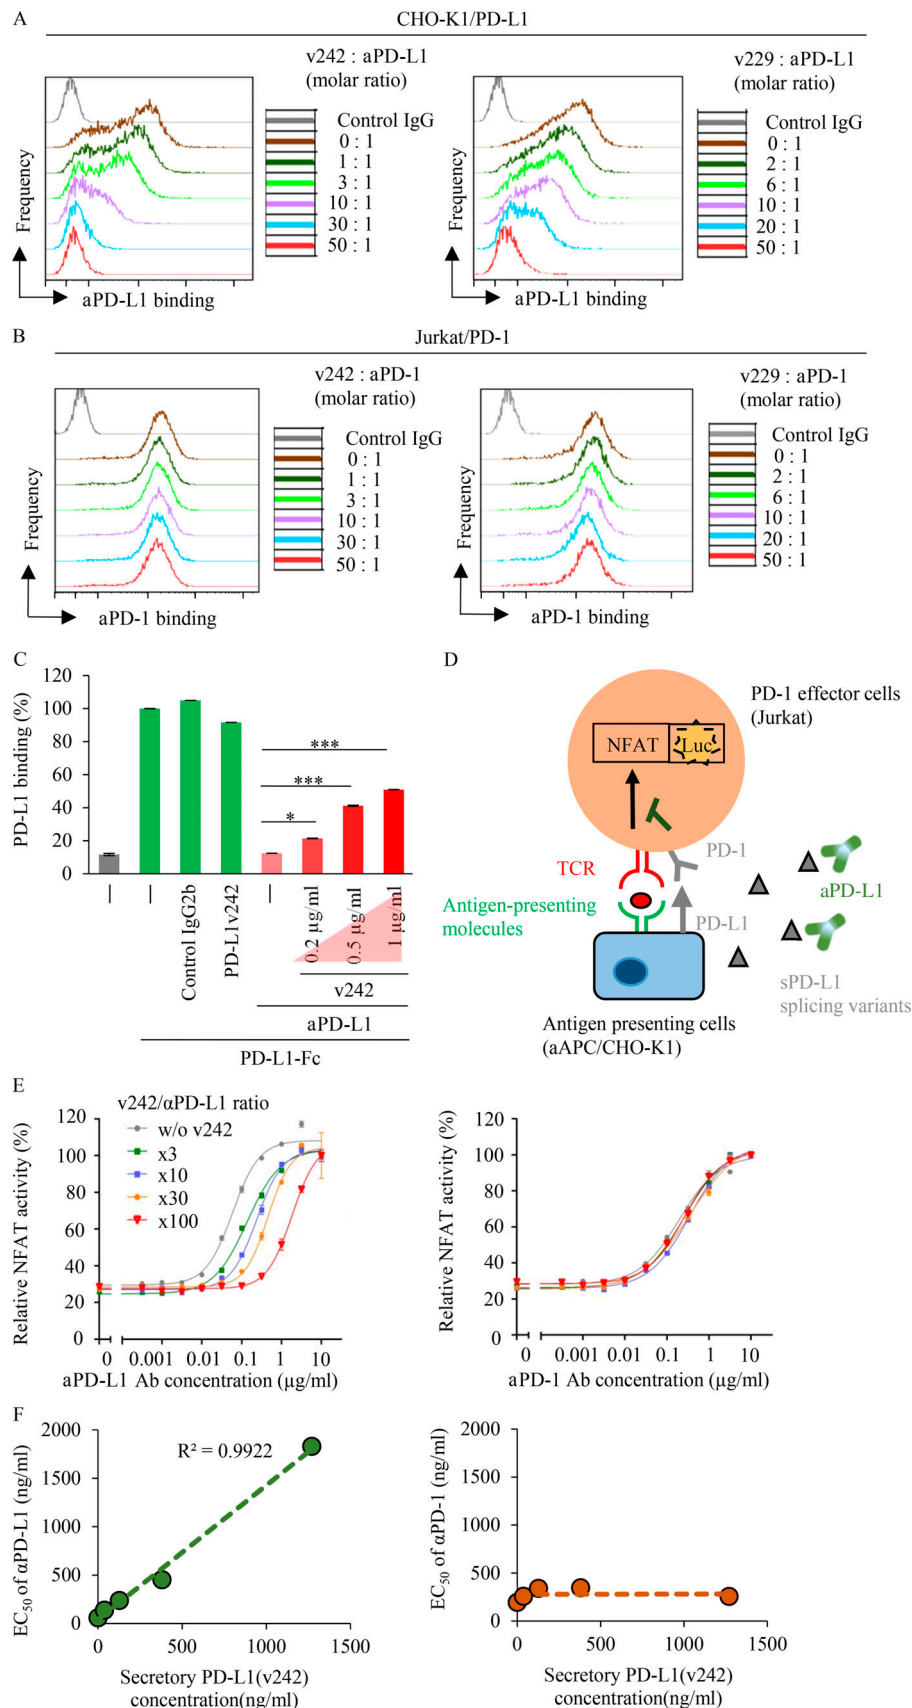 A
CHO-K1/PD-L1
v242 : aPD-L1
(molar ratio)
Control IgG
0 : 1
1 : 1
3 : 1
10 : 1
30 : 1
50 : 1
Frequency
aPD-L1 binding
v229 : aPD-L1
(molar ratio)
Control IgG
0 : 1
2 : 1
6 : 1
10 : 1
20 : 1
50 : 1
Frequency
aPD-L1 binding
B
Jurkat/PD-1
v242 : aPD-1
(molar ratio)
Control IgG
0 : 1
1 : 1
3 : 1
10 : 1
30 : 1
50 : 1
Frequency
aPD-1 binding
v229 : aPD-1
(molar ratio)
Control IgG
0 : 1
2 : 1
6 : 1
10 : 1
20 : 1
50 : 1
Frequency
aPD-1 binding
C
PD-L1 binding (%)
120
100
80
60
40
20
0
***
***
*
—
—
Control IgG2b
PD-L1v242
—
0.2 µg/ml
0.5 µg/ml
1 µg/ml
v242
aPD-L1
PD-L1-Fc
D
PD-1 effector cells
(Jurkat)
NFAT
Luc
PD-1
TCR
aPD-L1
Antigen-presenting
molecules
PD-L1
sPD-L1
splicing variants
Antigen presenting cells
(aAPC/CHO-K1)
E
v242/αPD-L1 ratio
w/o v242
x3
x10
x30
x100
Relative NFAT activity (%)
120
100
80
60
40
20
0
0 0.001 0.01 0.1 1 10
aPD-L1 Ab concentration (µg/ml)
Relative NFAT activity (%)
120
100
80
60
40
20
0
0 0.001 0.01 0.1 1 10
aPD-1 Ab concentration (µg/ml)
F
EC50 of αPD-L1 (ng/ml)
2000
1500
1000
500
0
R² = 0.9922
0 500 1000 1500
Secretory PD-L1(v242)
concentration(ng/ml)
EC50 of αPD-1 (ng/ml)
2000
1500
1000
500
0
0 500 1000 1500
Secretory PD-L1(v242)
concentration(ng/ml)